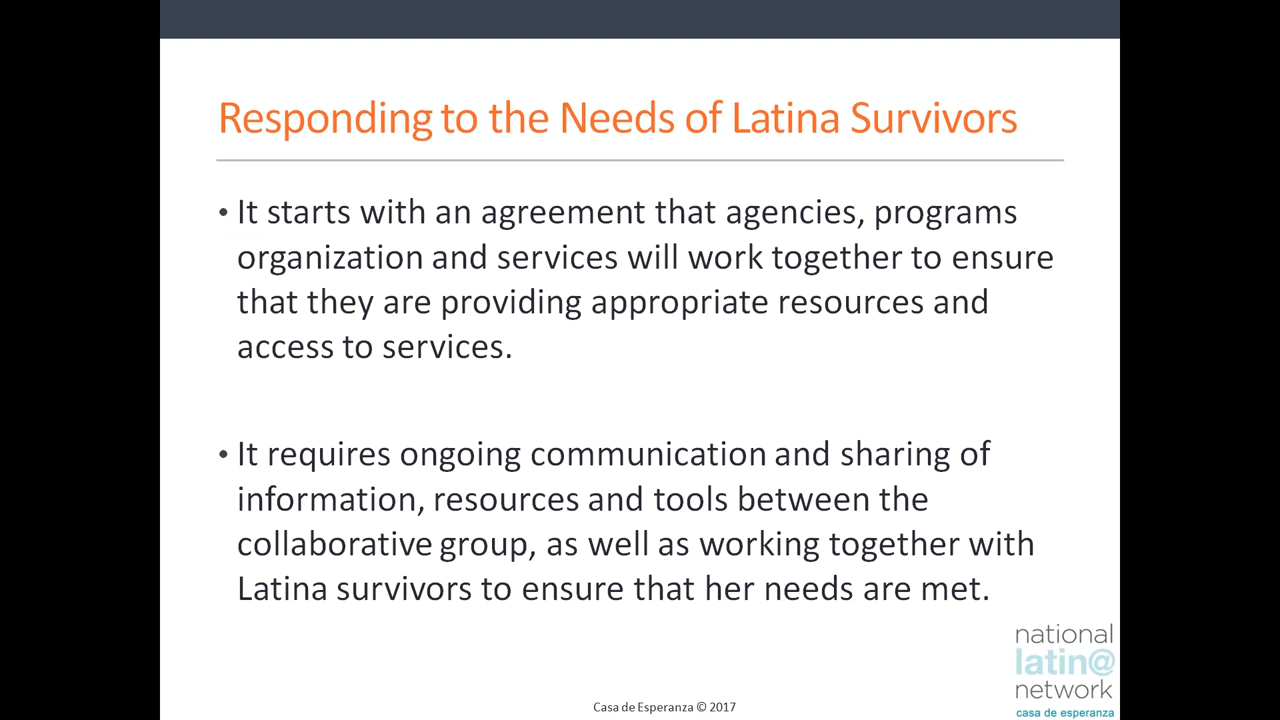 Responding to the Needs of Latina Survivors
• It starts with an agreement that agencies, programs
organization and services will work together to ensure
that they are providing appropriate resources and
access to services.
• It requires ongoing communication and sharing of
information, resources and tools between the
collaborative group, as well as working together with
Latina survivors to ensure that her needs are met.
national
latin@
network
casa de esperanza
Casa de Esperanza © 2017